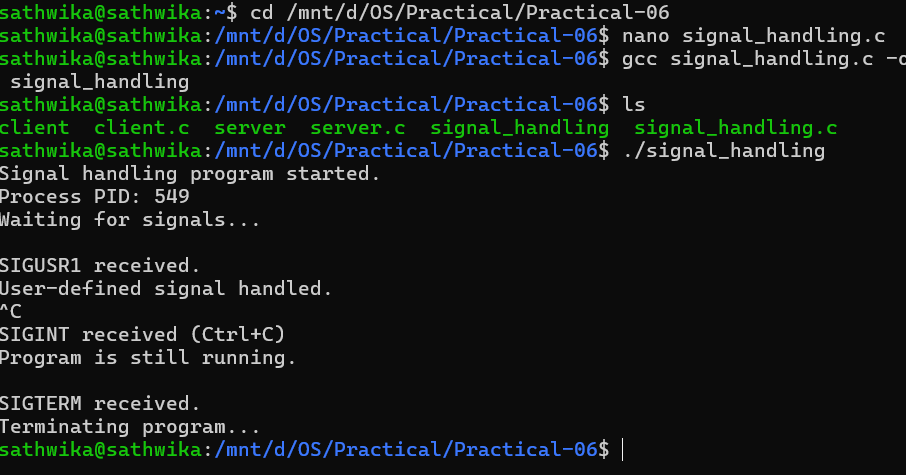 sathwika@sathwika:~$ cd /mnt/d/OS/Practical/Practical-06
sathwika@sathwika:/mnt/d/OS/Practical/Practical-06$ nano signal_handling.c
sathwika@sathwika:/mnt/d/OS/Practical/Practical-06$ gcc signal_handling.c -o
 signal_handling
sathwika@sathwika:/mnt/d/OS/Practical/Practical-06$ ls
client  client.c  server  server.c  signal_handling  signal_handling.c
sathwika@sathwika:/mnt/d/OS/Practical/Practical-06$ ./signal_handling
Signal handling program started.
Process PID: 549
Waiting for signals...

SIGUSR1 received.
User-defined signal handled.
^C
SIGINT received (Ctrl+C)
Program is still running.

SIGTERM received.
Terminating program...
sathwika@sathwika:/mnt/d/OS/Practical/Practical-06$